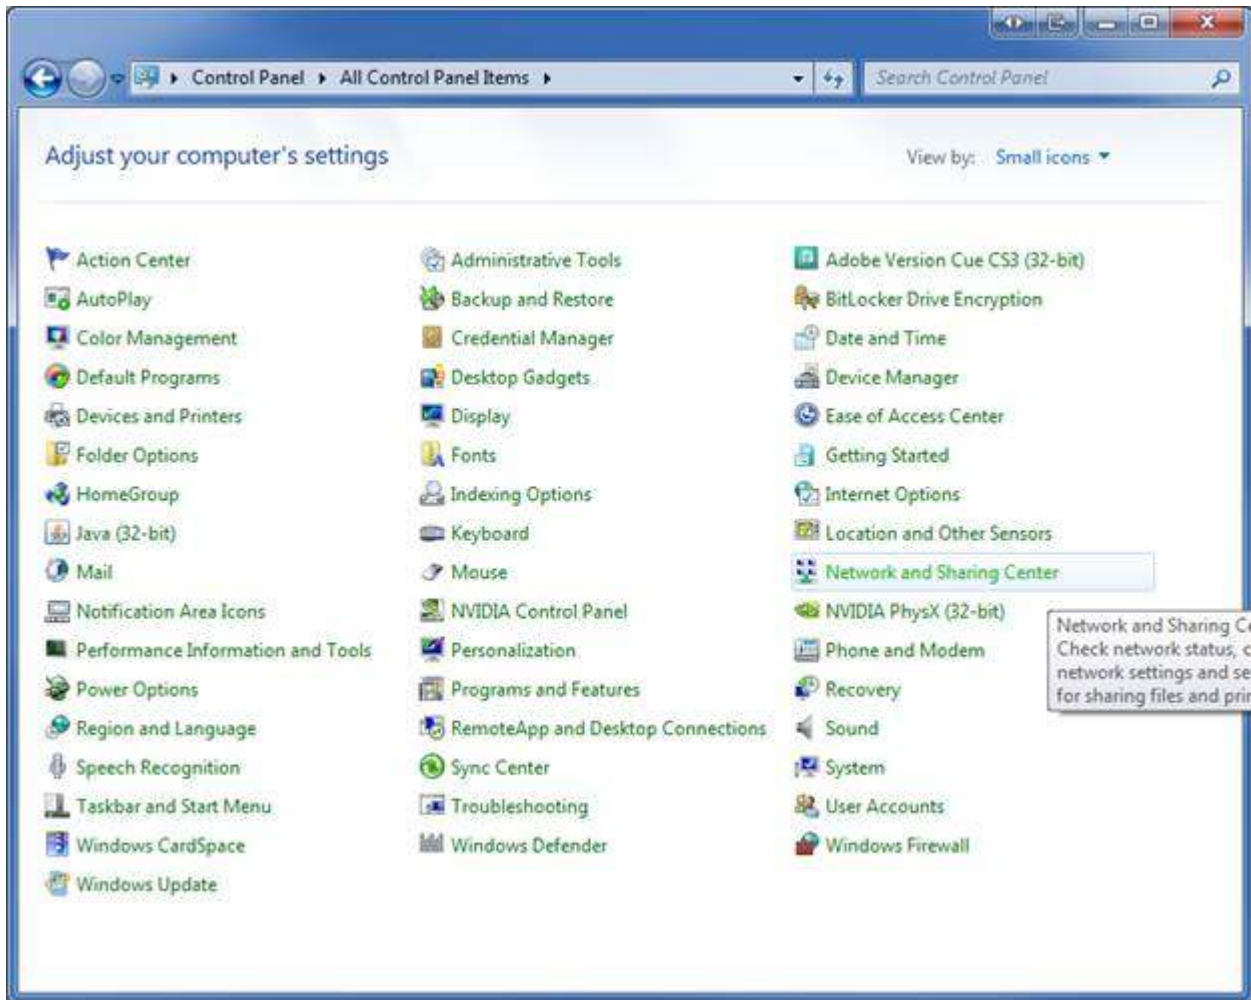 Control Panel ▸ All Control Panel Items ▸
Search Control Panel
Adjust your computer's settings
View by: Small icons
Action Center
Administrative Tools
Adobe Version Cue CS3 (32-bit)
AutoPlay
Backup and Restore
BitLocker Drive Encryption
Color Management
Credential Manager
Date and Time
Default Programs
Desktop Gadgets
Device Manager
Devices and Printers
Display
Ease of Access Center
Folder Options
Fonts
Getting Started
HomeGroup
Indexing Options
Internet Options
Java (32-bit)
Keyboard
Location and Other Sensors
Mail
Mouse
Network and Sharing Center
Notification Area Icons
NVIDIA Control Panel
NVIDIA PhysX (32-bit)
Performance Information and Tools
Personalization
Phone and Modem
Power Options
Programs and Features
Recovery
Region and Language
RemoteApp and Desktop Connections
Sound
Speech Recognition
Sync Center
System
Taskbar and Start Menu
Troubleshooting
User Accounts
Windows CardSpace
Windows Defender
Windows Firewall
Windows Update
Network and Sharing
Check network status,
network settings and
for sharing files and